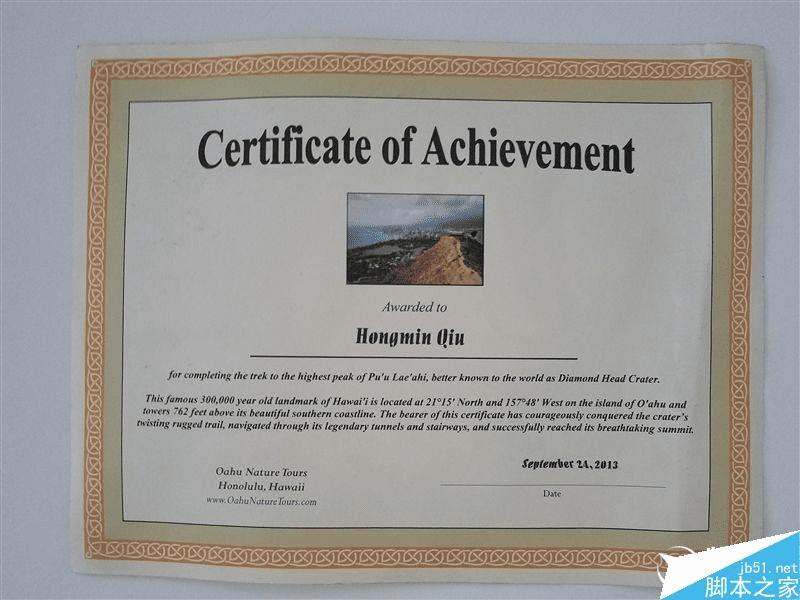 Certificate of Achievement
Awarded to
Hongmin Qiu
for completing the trek to the highest peak of Pu'u Lae'ahi, better known to the world as Diamond Head Crater.
This famous 300,000 year old landmark of Hawai'i is located at 21°15' North and 157°48' West on the island of O'ahu and
towers 762 feet above its beautiful southern coastline. The bearer of this certificate has courageously conquered the crater's
twisting rugged trail, navigated through its legendary tunnels and stairways, and successfully reached its breathtaking summit.
Oahu Nature Tours
Honolulu, Hawaii
www.OahuNatureTours.com
September 24, 2013
Date
jb51.net
脚本之家